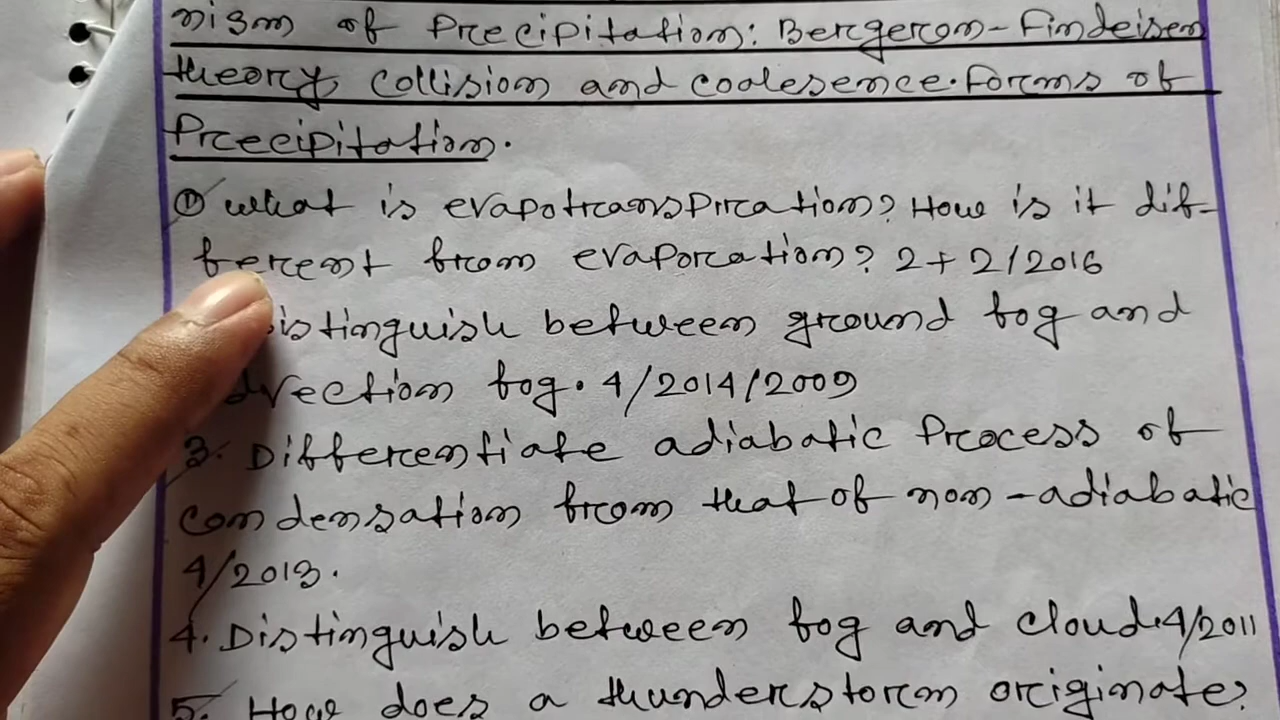 nism of Precipitation: Bergeron-Findeisen
theory, Collision and coalesence. Forms of
Precipitation.
① What is evapotranspiration? How is it dif-
ferent from evaporation? 2+2/2016
istinguish between ground fog and
dvection fog. 4/2014/2009
3. Differentiate adiabatic Process of
condensation from that of non-adiabatic
4/2013.
4. Distinguish between fog and cloud. 4/2011
5. How does a thunderstorm originate?